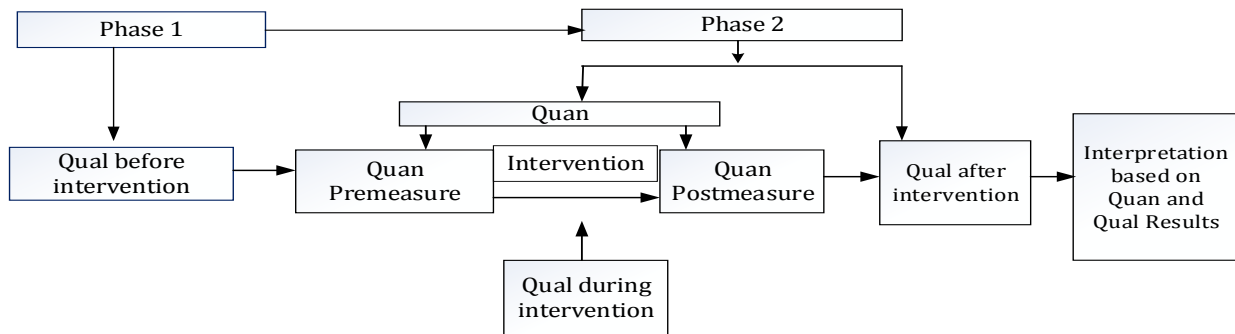 Phase 1
Phase 2
Quan
Qual before
intervention
Quan
Premeasure
Intervention
Quan
Postmeasure
Qual after
intervention
Interpretation
based on
Quan and
Qual Results
Qual during
intervention